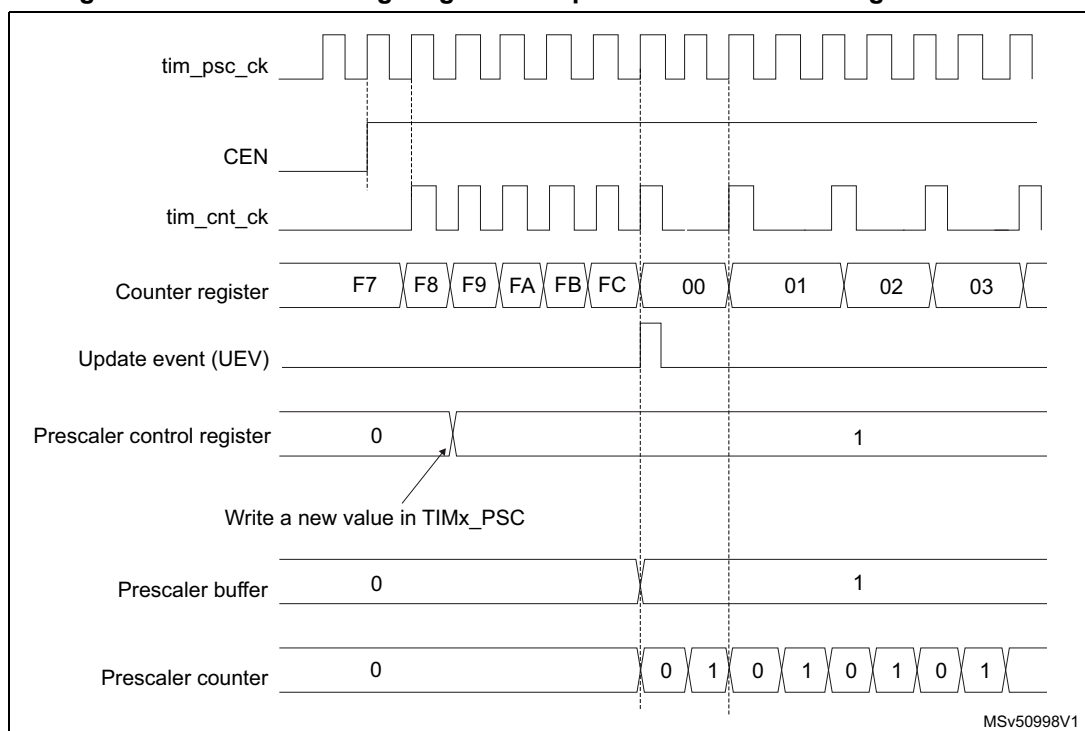 tim_psc_ck
CEN
tim_cnt_ck
Counter register F7 F8 F9 FA FB FC 00 01 02 03
Update event (UEV)
Prescaler control register 0 1
Write a new value in TIMx_PSC
Prescaler buffer 0 1
Prescaler counter 0 0 1 0 1 0 1 0 1
MSv50998V1